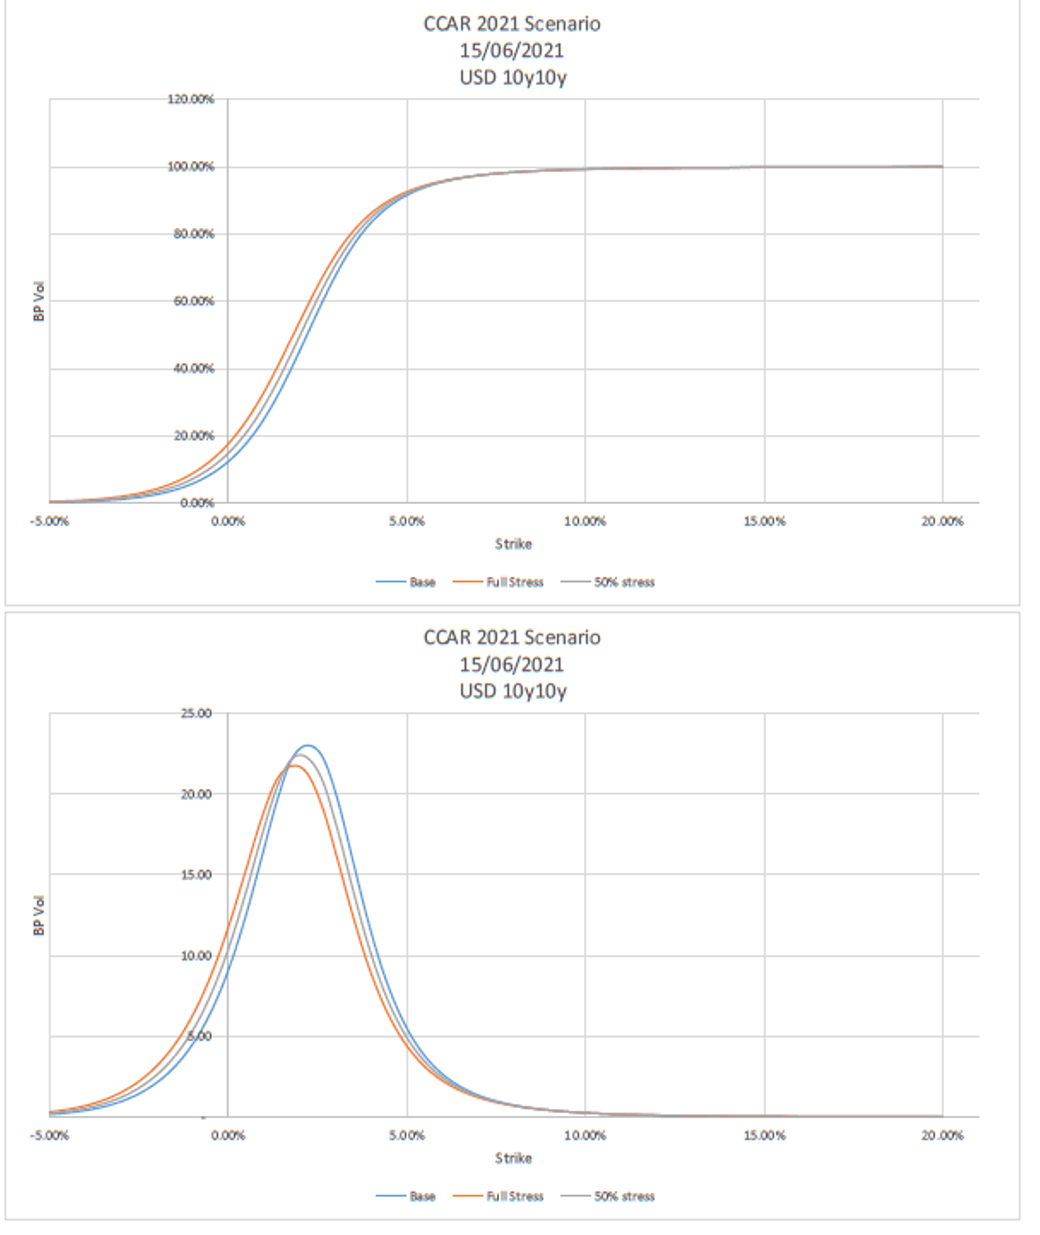 CCAR 2021 Scenario
15/06/2021
USD 10y10y
120.00%
100.00%
80.00%
60.00%
40.00%
20.00%
0.00%
BP Vol
-5.00% 0.00% 5.00% 10.00% 15.00% 20.00%
Strike
Base Full Stress 50% stress
CCAR 2021 Scenario
15/06/2021
USD 10y10y
25.00
20.00
15.00
10.00
5.00
-
BP Vol
-5.00% 0.00% 5.00% 10.00% 15.00% 20.00%
Strike
Base Full Stress 50% stress